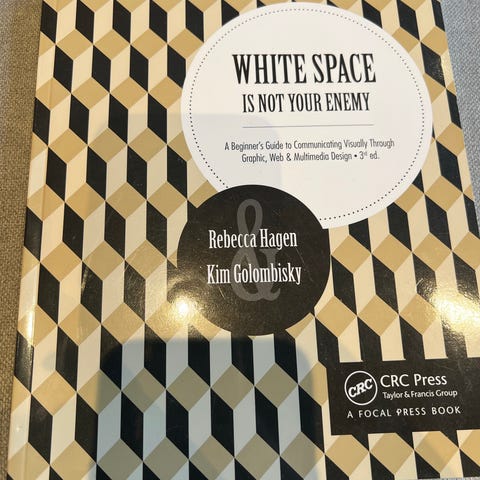 WHITE SPACE
IS NOT YOUR ENEMY
A Beginner's Guide to Communicating Visually Through
Graphic, Web & Multimedia Design • 3rd ed.
&
Rebecca Hagen
Kim Golombisky
CRC
CRC Press
Taylor & Francis Group
A FOCAL PRESS BOOK